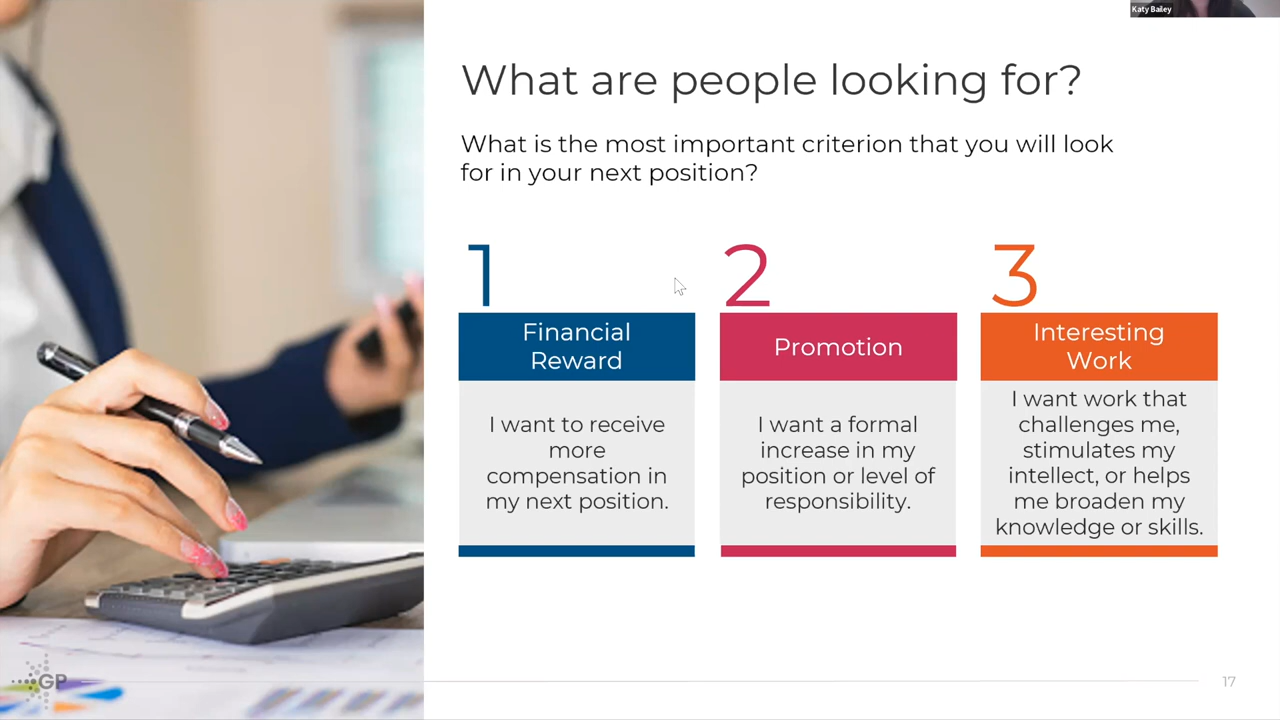 Katy Bailey
What are people looking for?
What is the most important criterion that you will look
for in your next position?
1
Financial
Reward
I want to receive
more
compensation in
my next position.
2
Promotion
I want a formal
increase in my
position or level of
responsibility.
3
Interesting
Work
I want work that
challenges me,
stimulates my
intellect, or helps
me broaden my
knowledge or skills.
GP
17